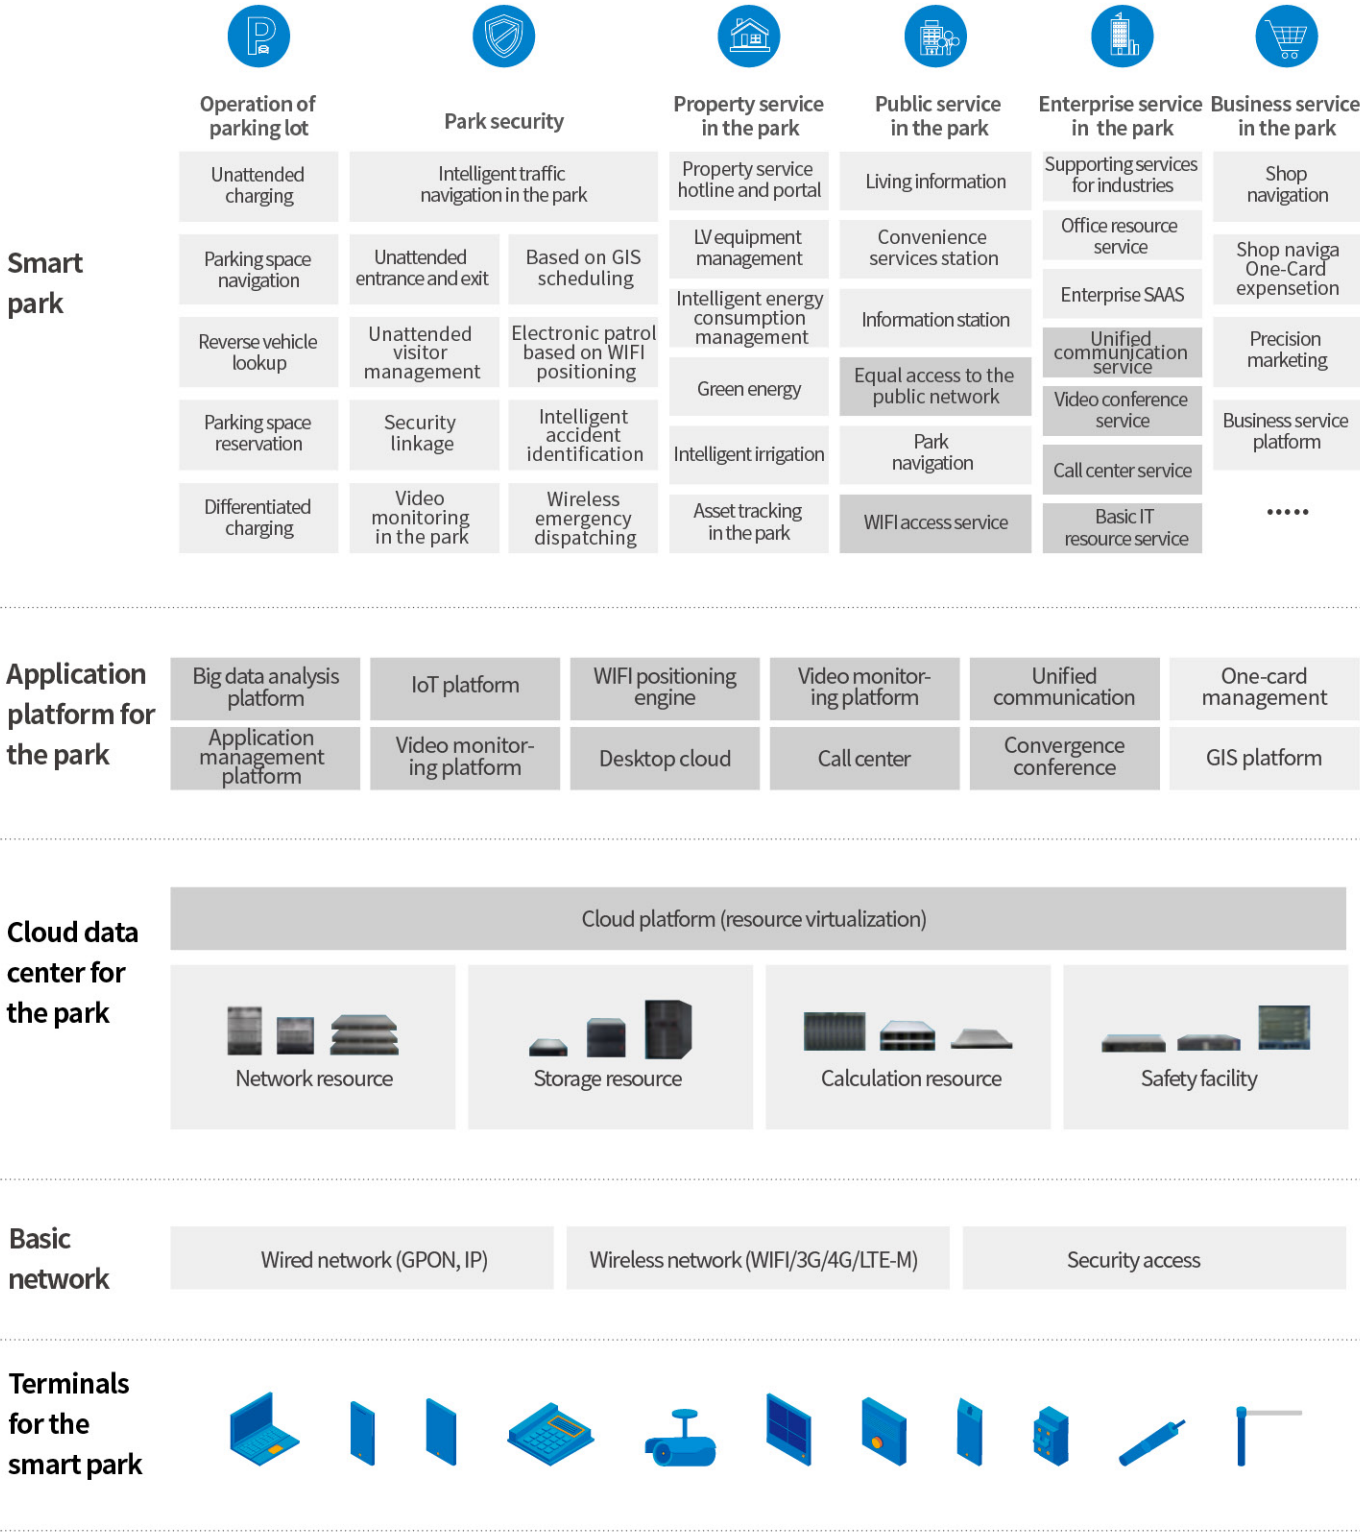 Operation of
parking lot
Park security
Property service
in the park
Public service
in the park
Enterprise service
in the park
Business service
in the park
Smart
park
Unattended
charging
Parking space
navigation
Reverse vehicle
lookup
Parking space
reservation
Differentiated
charging
Intelligent traffic
navigation in the park
Unattended
entrance and exit
Based on GIS
scheduling
Unattended
visitor
management
Electronic patrol
based on WIFI
positioning
Security
linkage
Intelligent
accident
identification
Video
monitoring
in the park
Wireless
emergency
dispatching
Property service
hotline and portal
LV equipment
management
Intelligent energy
consumption
management
Green energy
Intelligent irrigation
Asset tracking
in the park
Living information
Convenience
services station
Information station
Equal access to the
public network
Park
navigation
WIFI access service
Supporting services
for industries
Office resource
service
Enterprise SAAS
Unified
communication
service
Video conference
service
Call center service
Basic IT
resource service
Shop
navigation
Shop naviga
One-Card
expensetion
Precision
marketing
Business service
platform
•••••
Application
platform for
the park
Big data analysis
platform
IoT platform
WIFI positioning
engine
Video monitor-
ing platform
Unified
communication
One-card
management
Application
management
platform
Video monitor-
ing platform
Desktop cloud
Call center
Convergence
conference
GIS platform
Cloud data
center for
the park
Cloud platform (resource virtualization)
Network resource
Storage resource
Calculation resource
Safety facility
Basic
network
Wired network (GPON, IP)
Wireless network (WIFI/3G/4G/LTE-M)
Security access
Terminals
for the
smart park